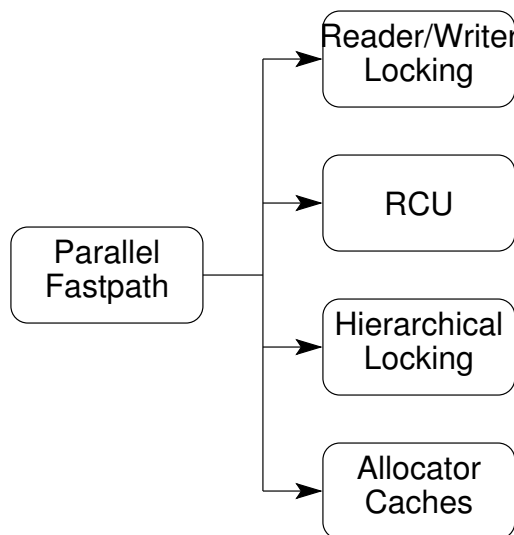 Reader/Writer
Locking
RCU
Parallel
Fastpath
Hierarchical
Locking
Allocator
Caches